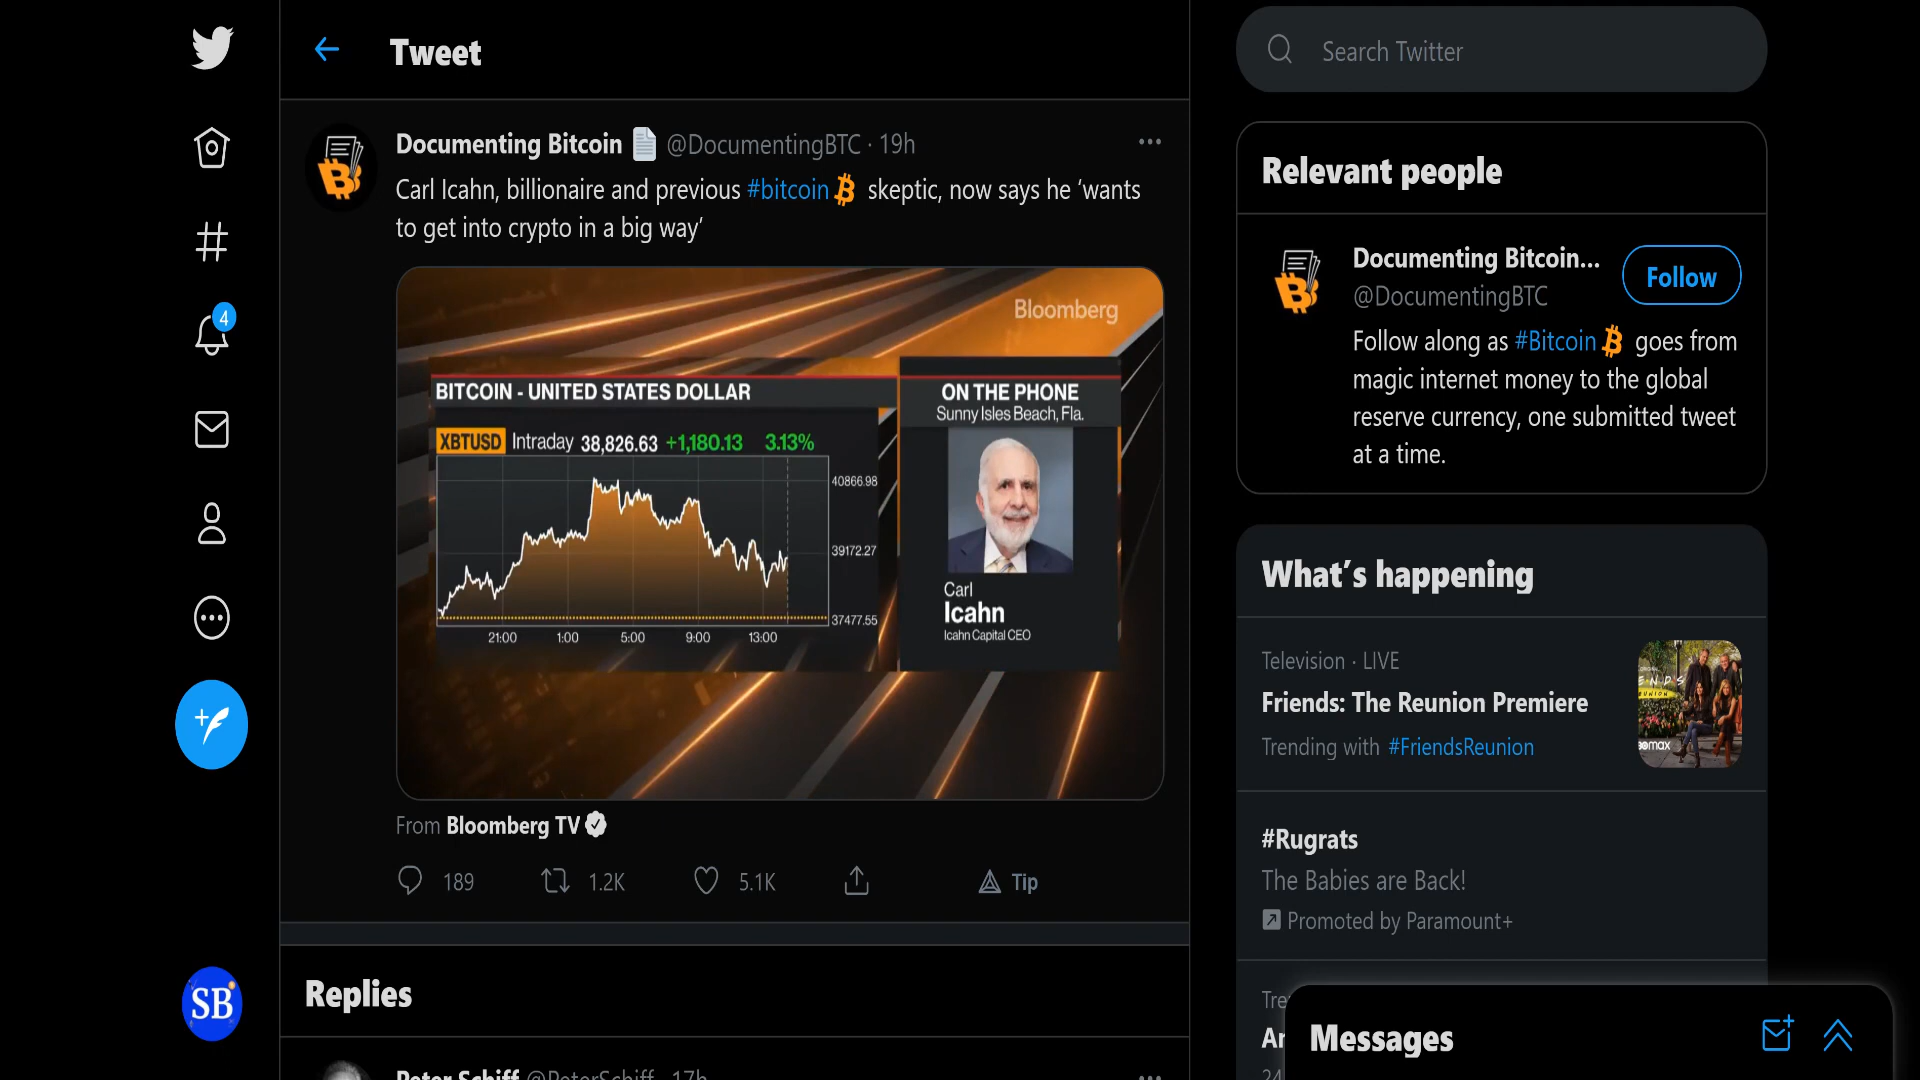 Tweet
Documenting Bitcoin @DocumentingBTC · 19h
Carl Icahn, billionaire and previous #bitcoin skeptic, now says he ‘wants
to get into crypto in a big way’
Bloomberg
BITCOIN - UNITED STATES DOLLAR
XBTUSD Intraday 38,826.63 +1,180.13 3.13%
40866.98
39172.27
37477.55
21:00 1:00 5:00 9:00 13:00
ON THE PHONE
Sunny Isles Beach, Fla.
Carl
Icahn
Icahn Capital CEO
From Bloomberg TV
189 1.2K 5.1K Tip
Replies
Peter Schiff @PeterSchiff · 17h
4
SB
Search Twitter
Relevant people
Documenting Bitcoin...
@DocumentingBTC
Follow
Follow along as #Bitcoin goes from
magic internet money to the global
reserve currency, one submitted tweet
at a time.
What's happening
Television · LIVE
Friends: The Reunion Premiere
Trending with #FriendsReunion
#Rugrats
The Babies are Back!
Promoted by Paramount+
Messages